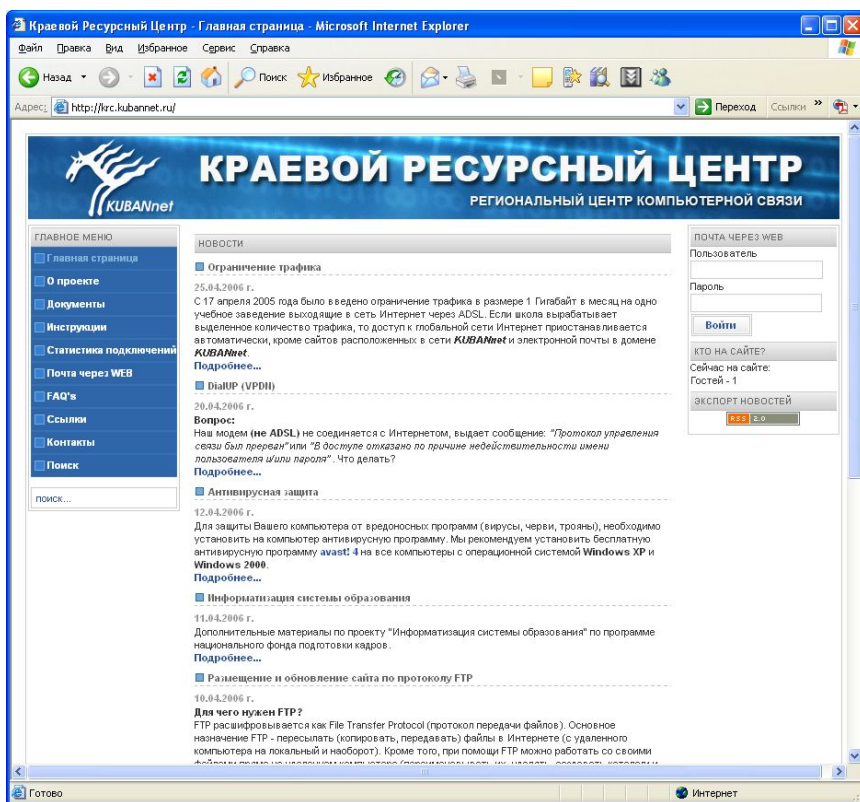 Краевой Ресурсный Центр - Главная страница - Microsoft Internet Explorer
Файл Правка Вид Избранное Сервис Справка
Назад Поиск Избранное
Адрес: http://krc.kubannet.ru/ Переход Ссылки »
KUBANnet
КРАЕВОЙ РЕСУРСНЫЙ ЦЕНТР
РЕГИОНАЛЬНЫЙ ЦЕНТР КОМПЬЮТЕРНОЙ СВЯЗИ
ГЛАВНОЕ МЕНЮ
Главная страница
О проекте
Документы
Инструкции
Статистика подключений
Почта через WEB
FAQ's
Ссылки
Контакты
Поиск
поиск...
НОВОСТИ
Ограничение трафика
25.04.2006 г.
С 17 апреля 2005 года было введено ограничение трафика в размере 1 Гигабайт в месяц на одно
учебное заведение выходящие в сеть Интернет через ADSL. Если школа вырабатывает
выделенное количество трафика, то доступ к глобальной сети Интернет приостанавливается
автоматически, кроме сайтов расположенных в сети KUBANnet и электронной почты в домене
KUBANnet.
Подробнее...
DialUP (VPDN)
20.04.2006 г.
Вопрос:
Наш модем (не ADSL) не соединяется с Интернетом, выдает сообщение: "Протокол управления
связи был прерван"или "В доступе отказано по причине недействительности имени
пользователя и/или пароля" . Что делать?
Подробнее...
Антивирусная защита
12.04.2006 г.
Для защиты Вашего компьютера от вредоносных программ (вирусы, черви, трояны), необходимо
установить на компьютер антивирусную программу. Мы рекомендуем установить бесплатную
антивирусную программу avast! 4 на все компьютеры с операционной системой Windows XP и
Windows 2000.
Подробнее...
Информатизация системы образования
11.04.2006 г.
Дополнительные материалы по проекту "Информатизация системы образования" по программе
национального фонда подготовки кадров.
Подробнее...
Размещение и обновление сайта по протоколу FTP
10.04.2006 г.
Для чего нужен FTP?
FTP расшифровывается как File Transfer Protocol (протокол передачи файлов). Основное
назначение FTP - пересылать (копировать, передавать) файлы в Интернете (с удаленного
компьютера на локальный и наоборот). Кроме того, при помощи FTP можно работать со своими
ПОЧТА ЧЕРЕЗ WEB
Пользователь
Пароль
Войти
КТО НА САЙТЕ?
Сейчас на сайте:
Гостей - 1
ЭКСПОРТ НОВОСТЕЙ
RSS 2.0
Готово Интернет